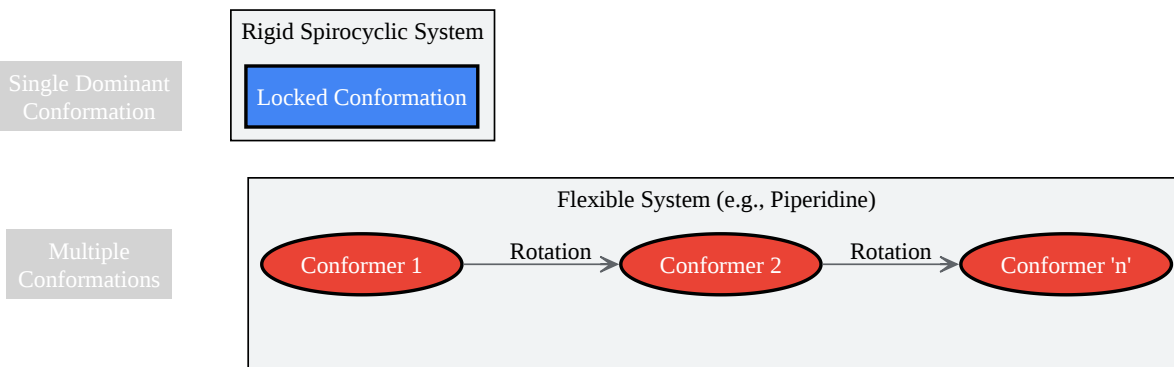 Rigid Spirocyclic System
Single Dominant
Conformation
Locked Conformation
Flexible System (e.g., Piperidine)
Multiple
Conformations
Conformer 1
Rotation
Conformer 2
Rotation
Conformer 'n'